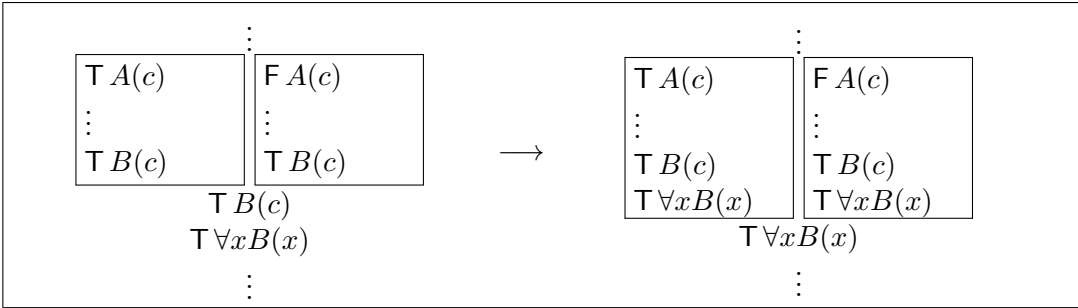 ⋮ ⋮
T A(c) F A(c) T A(c) F A(c)
⋮ ⋮ ⋮ ⋮
T B(c) T B(c) ⟶ T B(c) T B(c)
T ∀xB(x) T ∀xB(x)
T B(c)
T ∀xB(x) T ∀xB(x)
⋮ ⋮